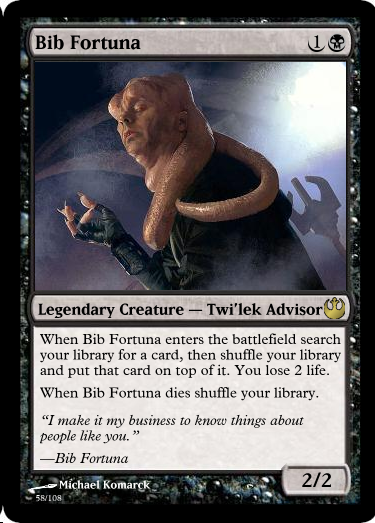 Bib Fortuna 1
Legendary Creature — Twi'lek Advisor
When Bib Fortuna enters the battlefield search
your library for a card, then shuffle your library
and put that card on top of it. You lose 2 life.
When Bib Fortuna dies shuffle your library.
"I make it my business to know things about
people like you."
—Bib Fortuna
2/2
Michael Komarck
58/108